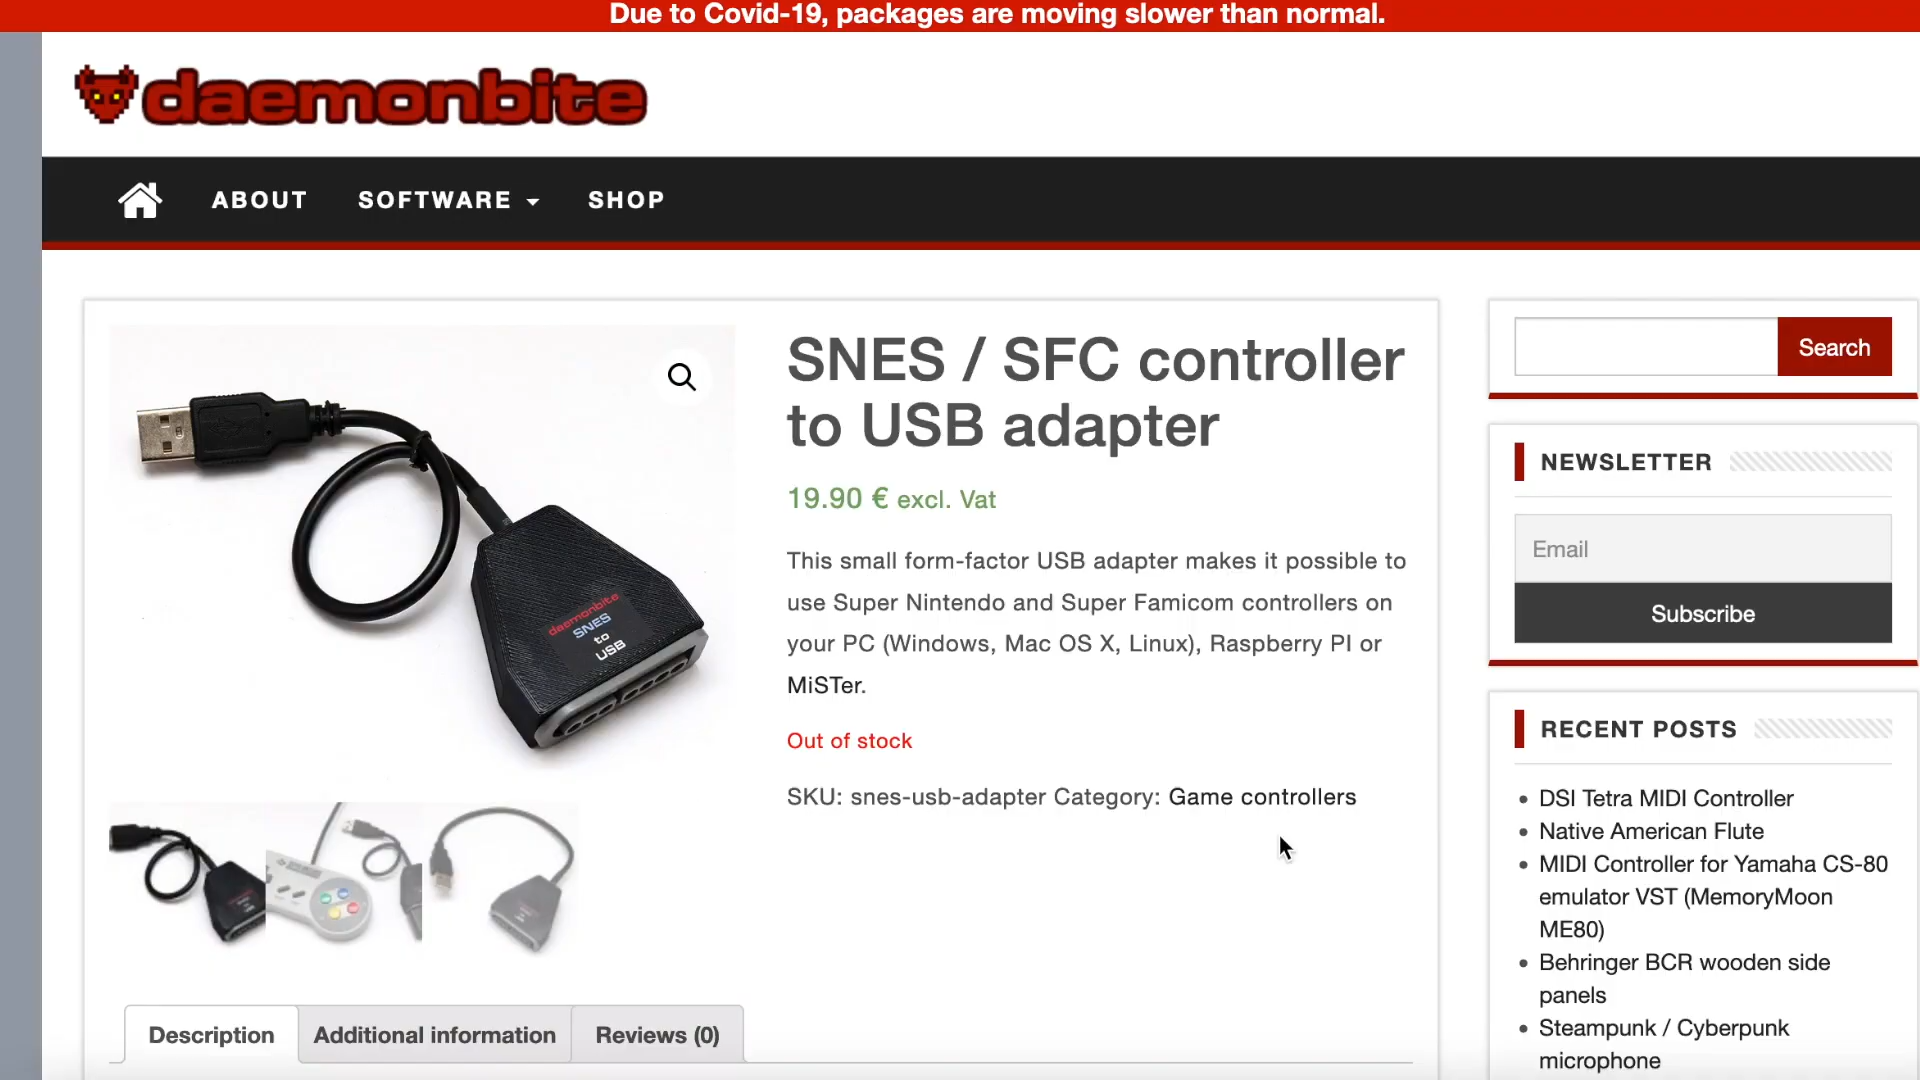 Due to Covid-19, packages are moving slower than normal.
daemonbite
ABOUT
SOFTWARE
SHOP
daemonbite
SNES
to
USB
SNES / SFC controller
to USB adapter
19.90 € excl. Vat
This small form-factor USB adapter makes it possible to
use Super Nintendo and Super Famicom controllers on
your PC (Windows, Mac OS X, Linux), Raspberry PI or
MiSTer.
Out of stock
SKU: snes-usb-adapter Category: Game controllers
Description
Additional information
Reviews (0)
Search
NEWSLETTER
Email
Subscribe
RECENT POSTS
DSI Tetra MIDI Controller
Native American Flute
MIDI Controller for Yamaha CS-80
emulator VST (MemoryMoon
ME80)
Behringer BCR wooden side
panels
Steampunk / Cyberpunk
microphone